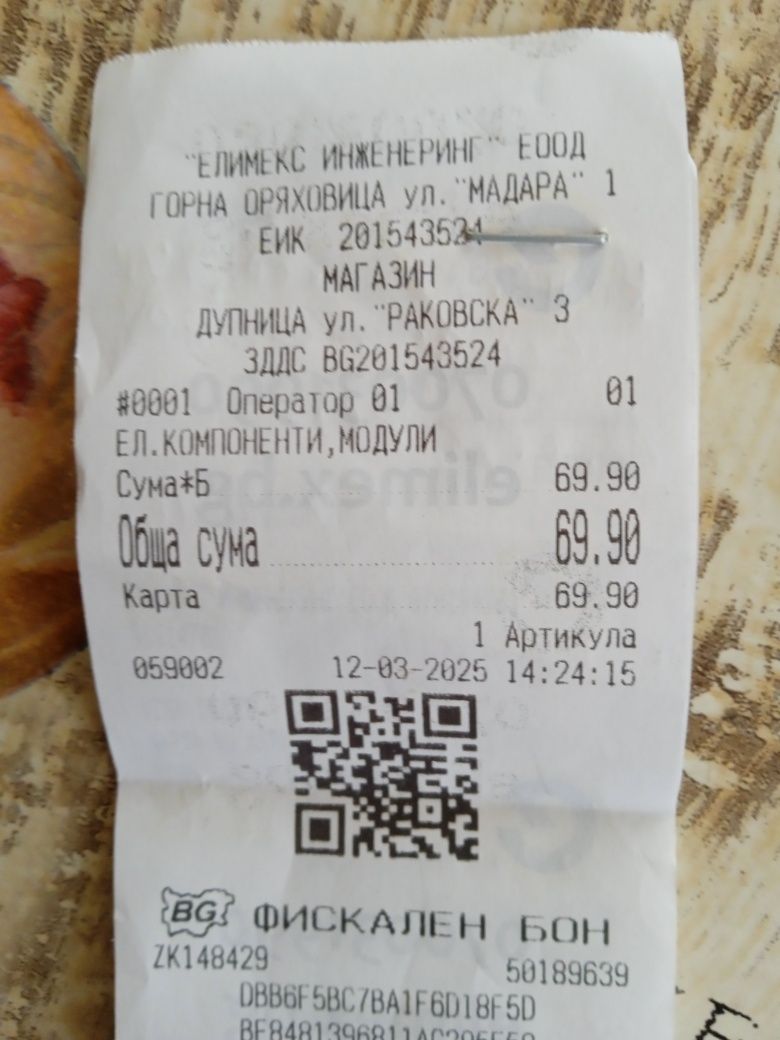 "ЕЛИМЕКС ИНЖЕНЕРИНГ" ЕООД
ГОРНА ОРЯХОВИЦА ул."МАДАРА" 1
ЕИК 201543524
МАГАЗИН
ДУПНИЦА ул."РАКОВСКА" 3
ЗДДС BG201543524
#0001 Оператор 01 01
ЕЛ.КОМПОНЕНТИ,МОДУЛИ
Сума*Б 69.90
Обща сума 69.90
Карта 69.90
1 Артикула
059002 12-03-2025 14:24:15
BG ФИСКАЛЕН БОН
ZK148429 50189639
DBB6F5BC7BA1F6D18F5D